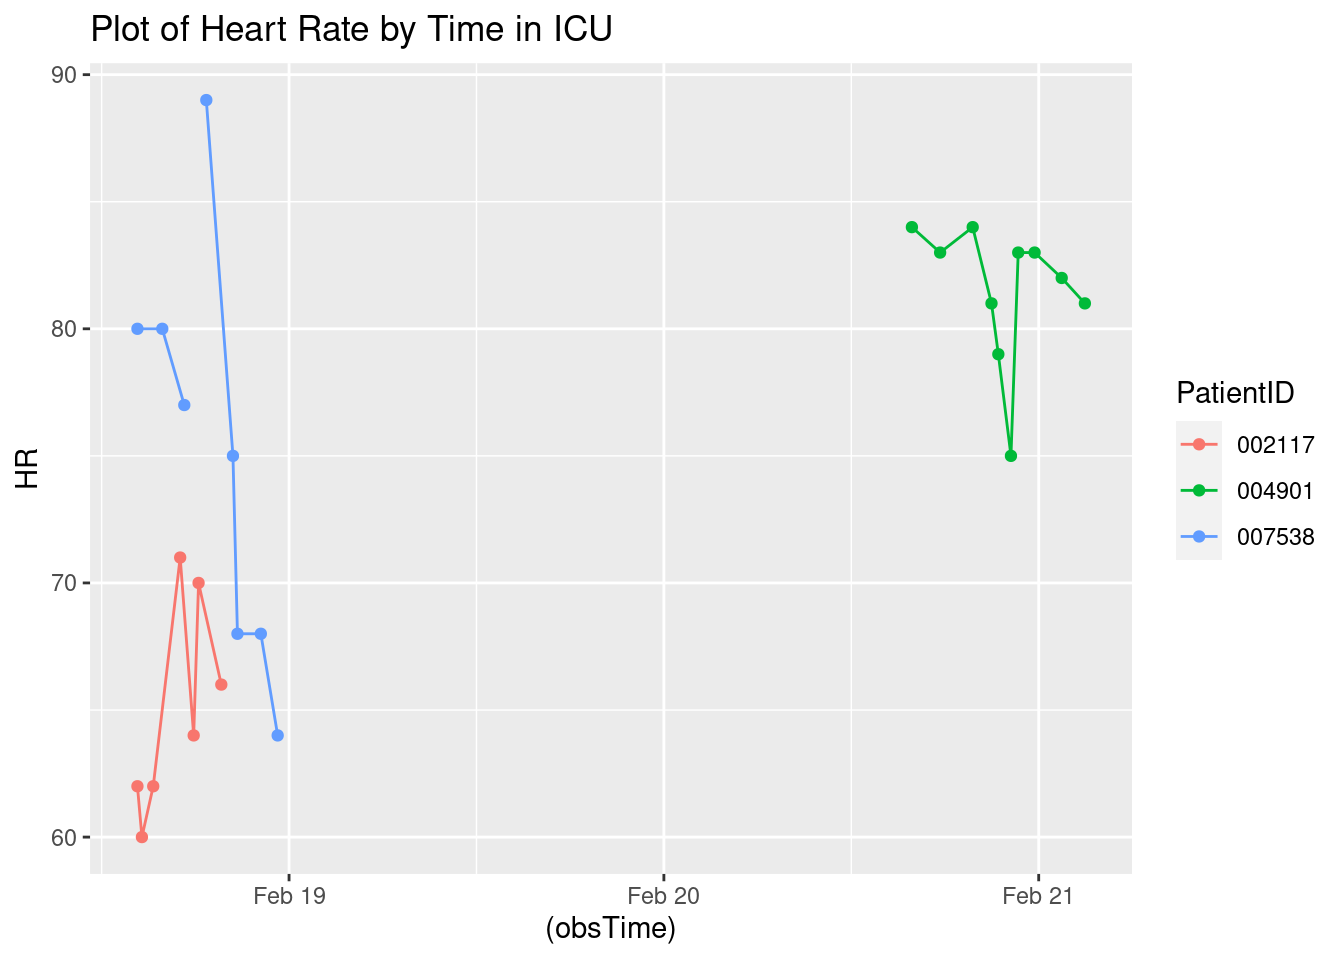 Plot of Heart Rate by Time in ICU
90
80
70
60
HR
Feb 19
Feb 20
Feb 21
(obsTime)
PatientID
002117
004901
007538